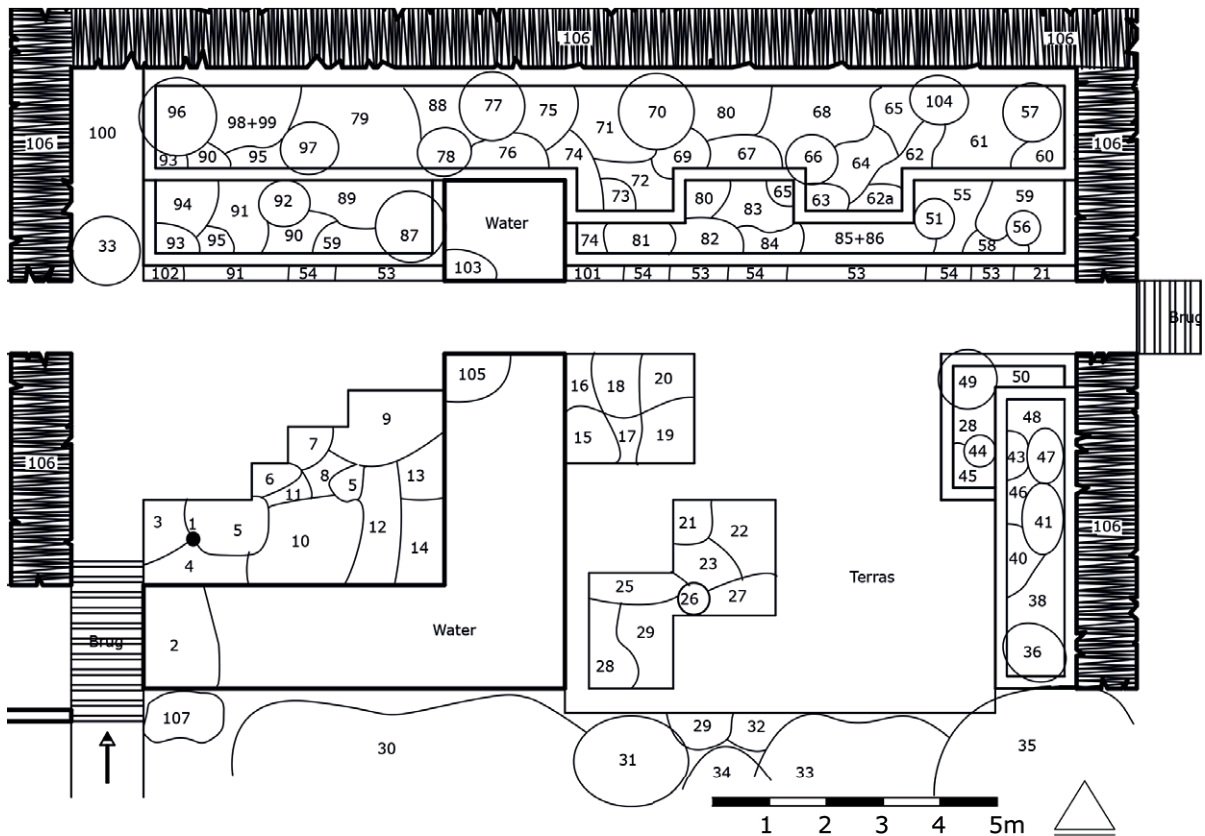 106 106
96 98+99 79 88 77 75 71 70 80 68 65 104 57
106 100 93 90 95 97 78 76 74 69 67 66 64 62 61 60 106
72 73 63 62a
94 91 92 89 87 Water 80 83 65 51 55 59 56
33 93 95 90 59 74 81 82 84 85+86 58
103
102 91 54 53 101 54 53 54 53 54 53 21
Brug
105 16 18 20 49 50
9 15 17 19 28 48
7 44 43 47
106 6 8 5 13 45 46
11 41 106
3 1 5 10 12 14 21 22 40
4 23 Terras
25 26 27 38
Brug 2 Water 29 36
28
107 30 31 29 32 35
34 33
1 2 3 4 5m